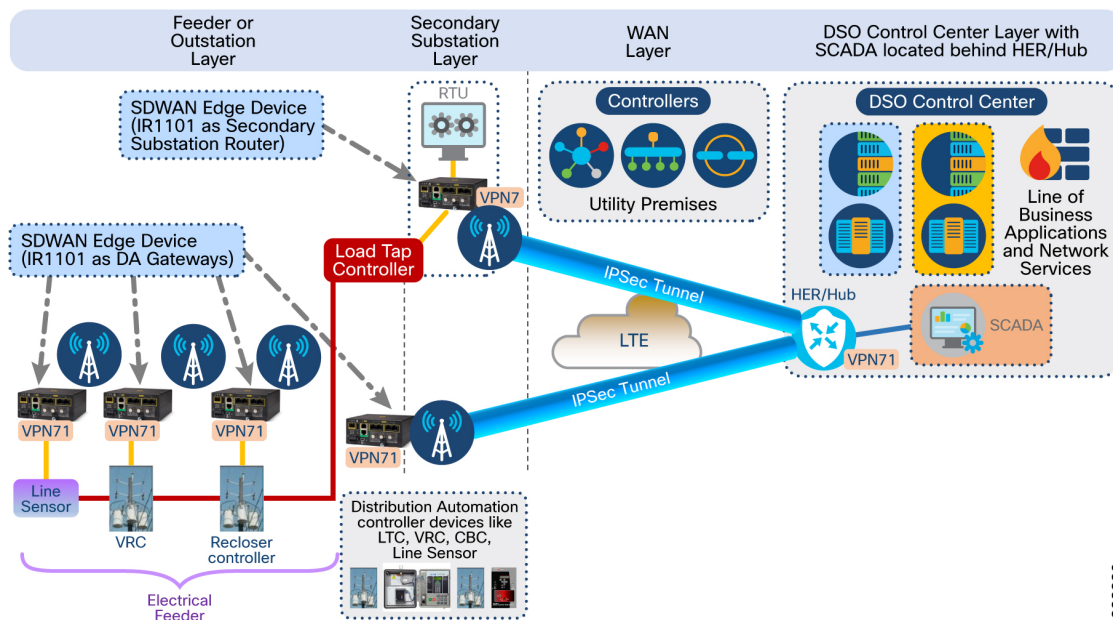 Feeder or
Outstation
Layer
Secondary
Substation
Layer
WAN
Layer
DSO Control Center Layer with
SCADA located behind HER/Hub
SDWAN Edge Device
(IR1101 as Secondary
Substation Router)
RTU
VPN7
Controllers
Utility Premises
DSO Control Center
Line of
Business
Applications
and Network
Services
SDWAN Edge Device
(IR1101 as DA Gateways)
Load Tap
Controller
IPSec Tunnel
LTE
IPSec Tunnel
HER/Hub
VPN71
SCADA
VPN71
VPN71
VPN71
VPN71
Line
Sensor
VRC
Recloser
controller
Electrical
Feeder
Distribution Automation
controller devices like
LTC, VRC, CBC,
Line Sensor